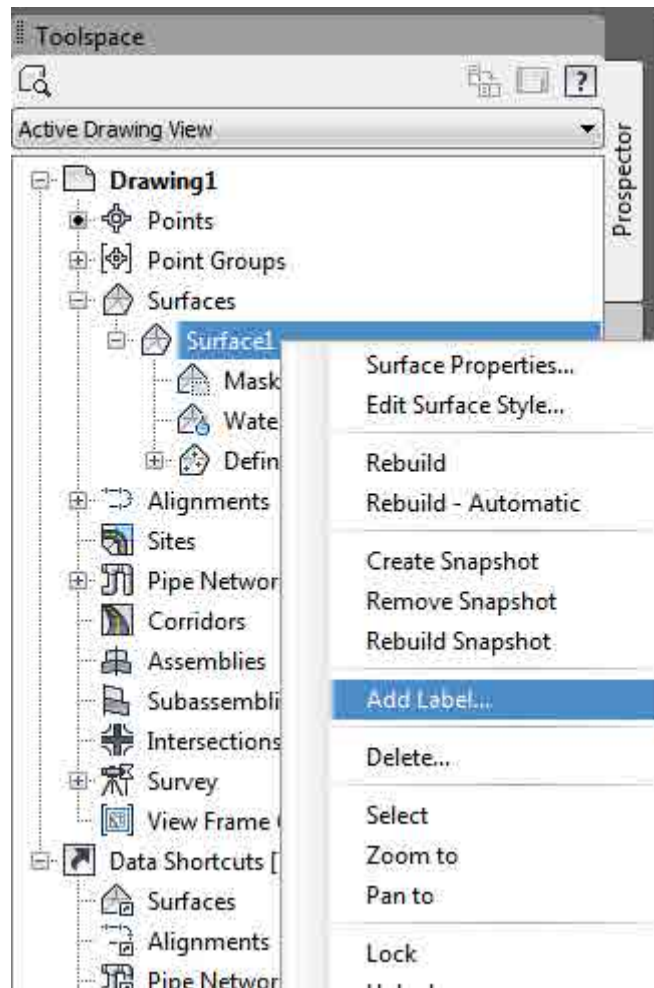 Toolspace
?
Active Drawing View
Prospector
Drawing1
Points
Point Groups
Surfaces
Surface1
Mask
Wate
Defin
Alignments
Sites
Pipe Networ
Corridors
Assemblies
Subassembli
Intersections
Survey
View Frame
Data Shortcuts [
Surfaces
Alignments
Pipe Networ
Surface Properties...
Edit Surface Style...
Rebuild
Rebuild - Automatic
Create Snapshot
Remove Snapshot
Rebuild Snapshot
Add Label...
Delete...
Select
Zoom to
Pan to
Lock